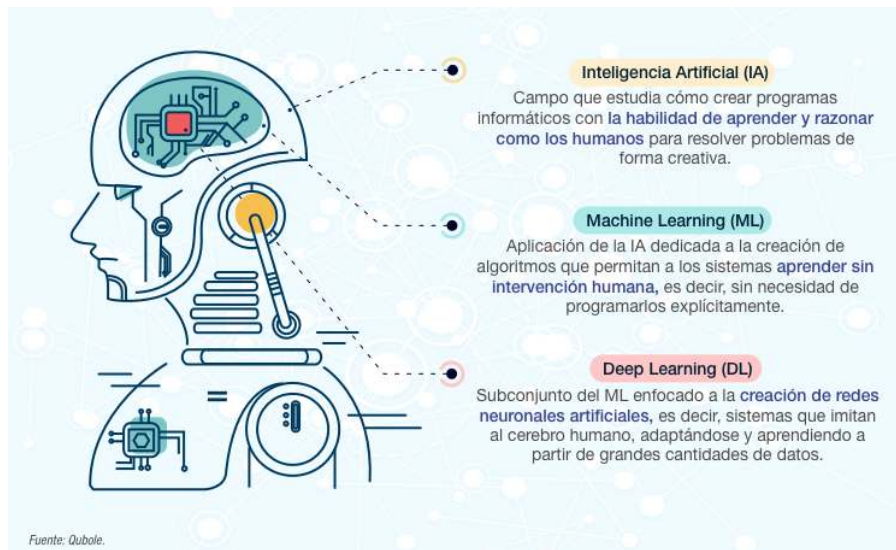 Inteligencia Artificial (IA)
Campo que estudia cómo crear programas
informáticos con la habilidad de aprender y razonar
como los humanos para resolver problemas de
forma creativa.
Machine Learning (ML)
Aplicación de la IA dedicada a la creación de
algoritmos que permitan a los sistemas aprender sin
intervención humana, es decir, sin necesidad de
programarlos explícitamente.
Deep Learning (DL)
Subconjunto del ML enfocado a la creación de redes
neuronales artificiales, es decir, sistemas que imitan
al cerebro humano, adaptándose y aprendiendo a
partir de grandes cantidades de datos.
Fuente: Qubole.